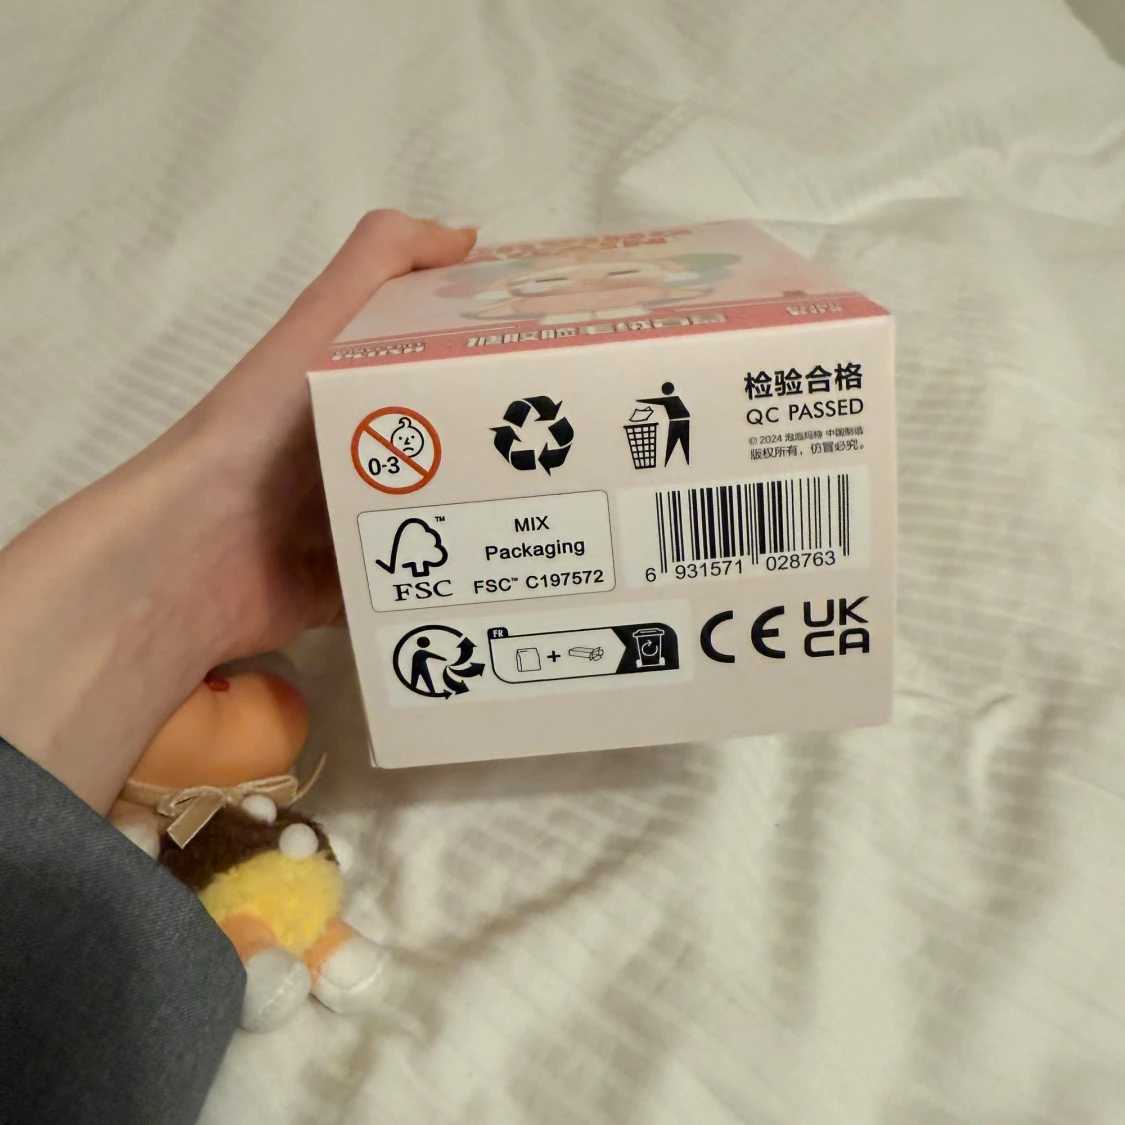 0-3
检验合格
QC PASSED
© 2024 泡泡玛特 中国制造
版权所有，仿冒必究。
FSC™
MIX
Packaging
FSC™ C197572
6 931571 028763
FR
CE
UK
CA